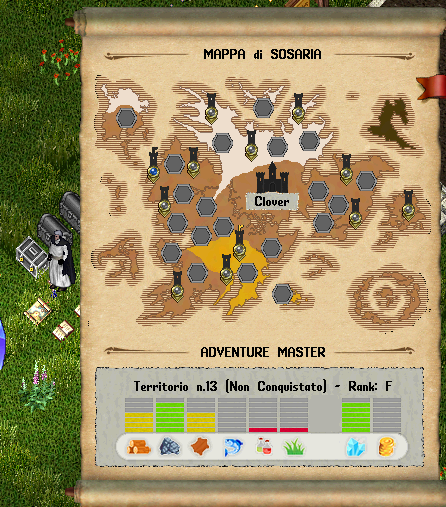 MAPPA di SOSARIA
Clover
ADVENTURE MASTER
Territorio n.13 (Non Conquistato) - Rank: F